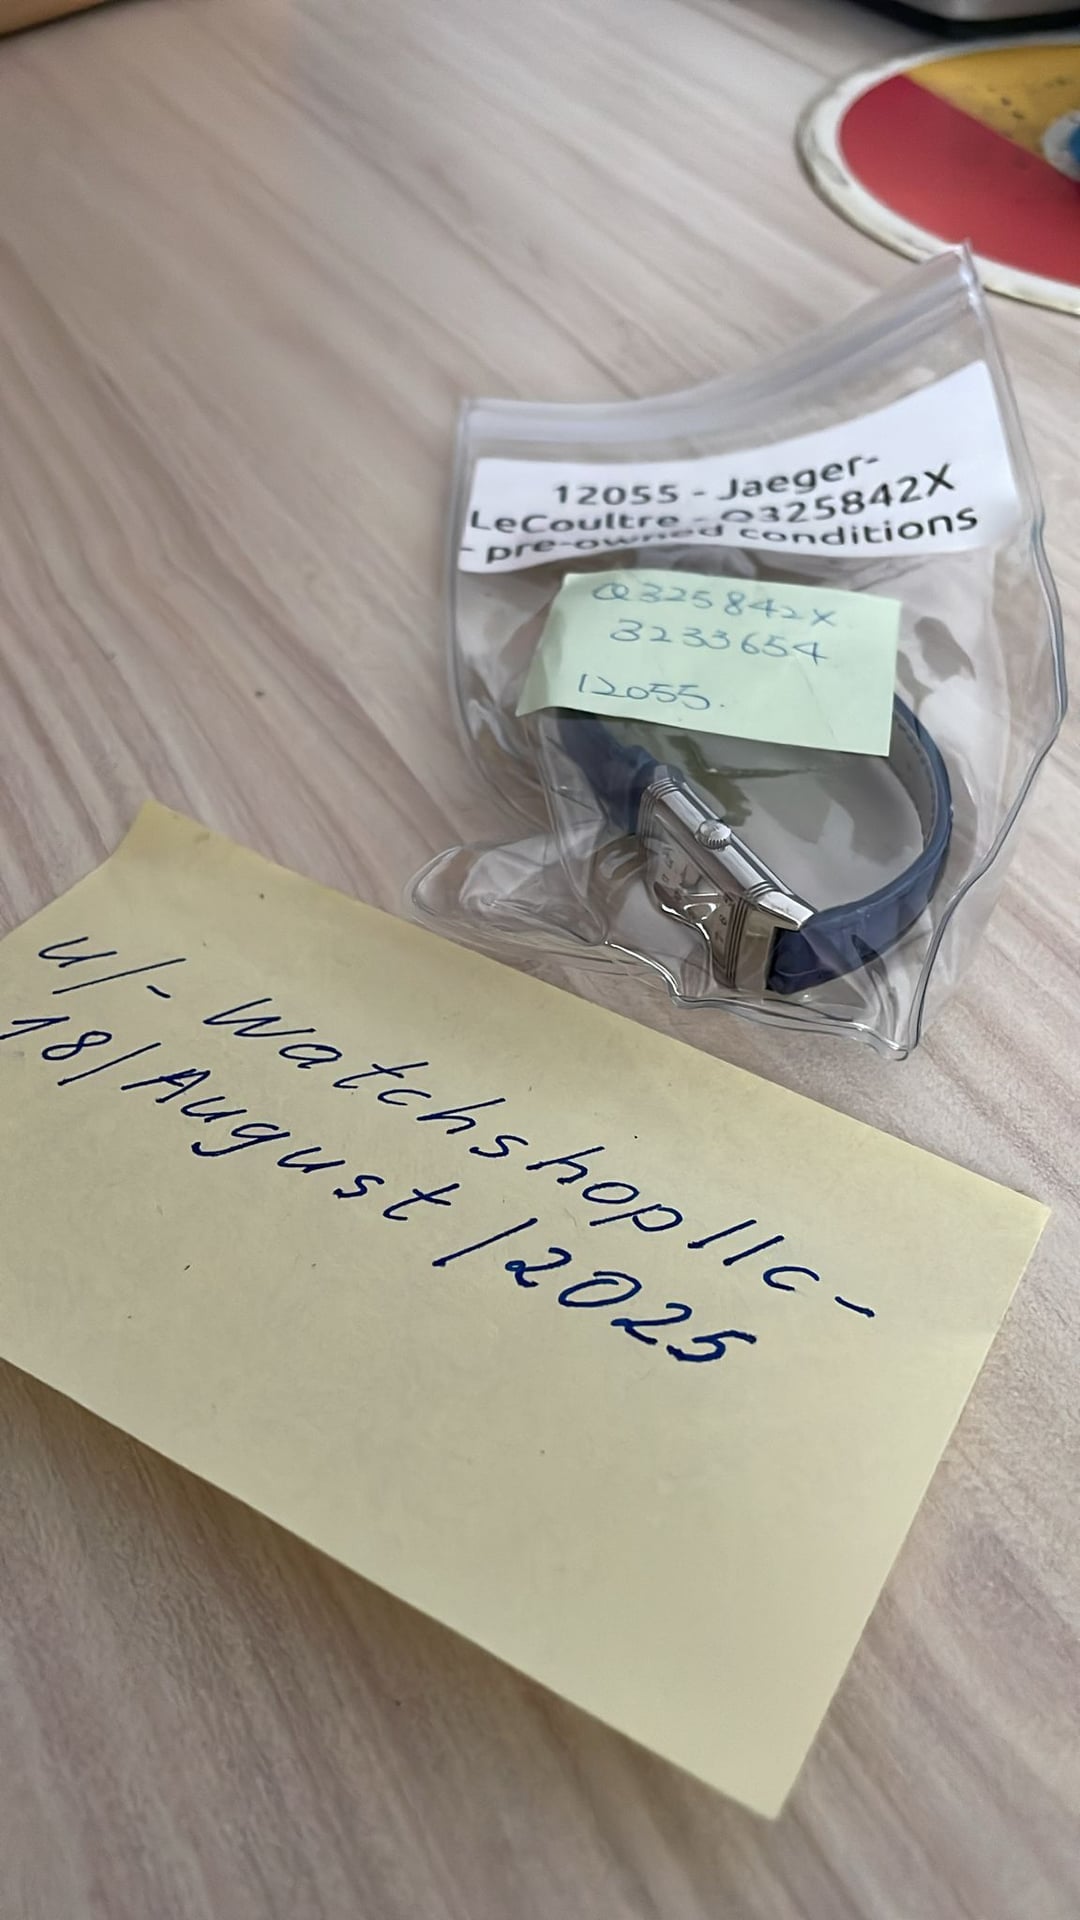 12055 - Jaeger-
LeCoultre - Q325842X
- pre-owned conditions
Q325842X
3233654
12055.
u/-Watchshopllc-
18/August/2025